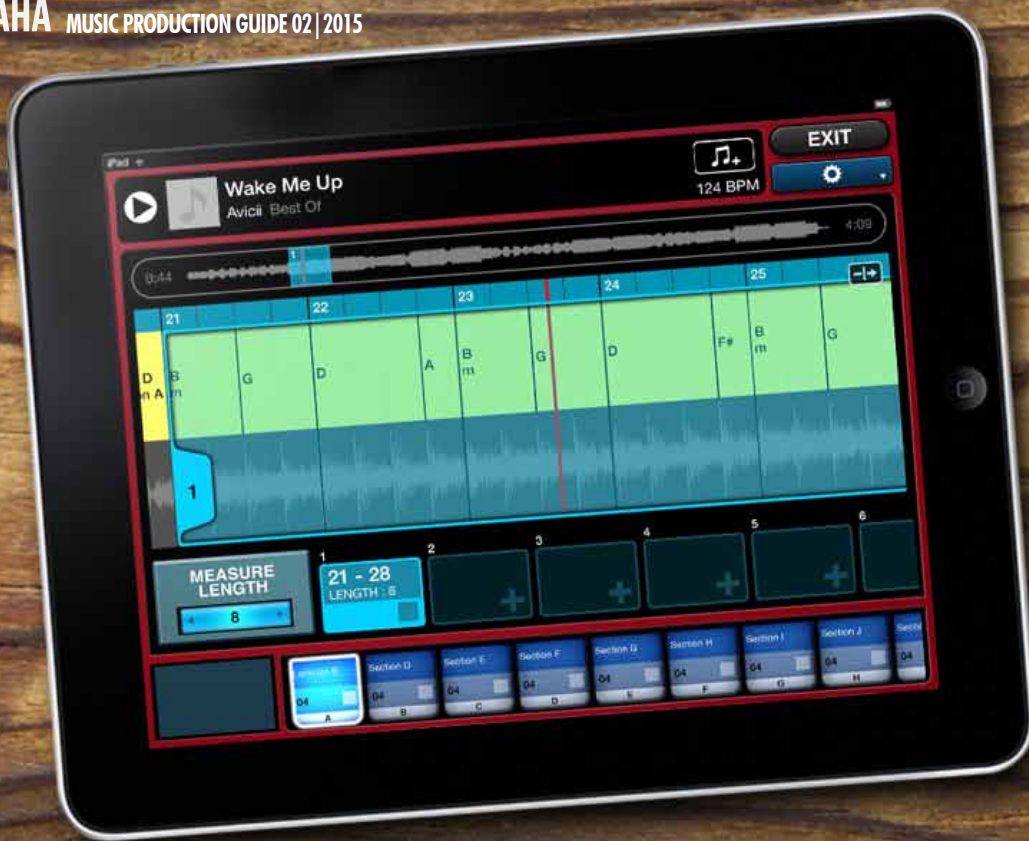 AHA MUSIC PRODUCTION GUIDE 02|2015
iPad
Wake Me Up
Avicii Best Of
124 BPM
EXIT
0:44
1
4:09
21 22 23 24 25
D
n A
B
m
G
D
A
B
m
G
D
F#
B
m
G
1
MEASURE
LENGTH
8
1 2 3 4 5 6
21 - 28
LENGTH : 8
Section D Section E Section F Section G Section H Section I Section J
04 04 04 04 04 04 04 04 04
A B C D E F G H